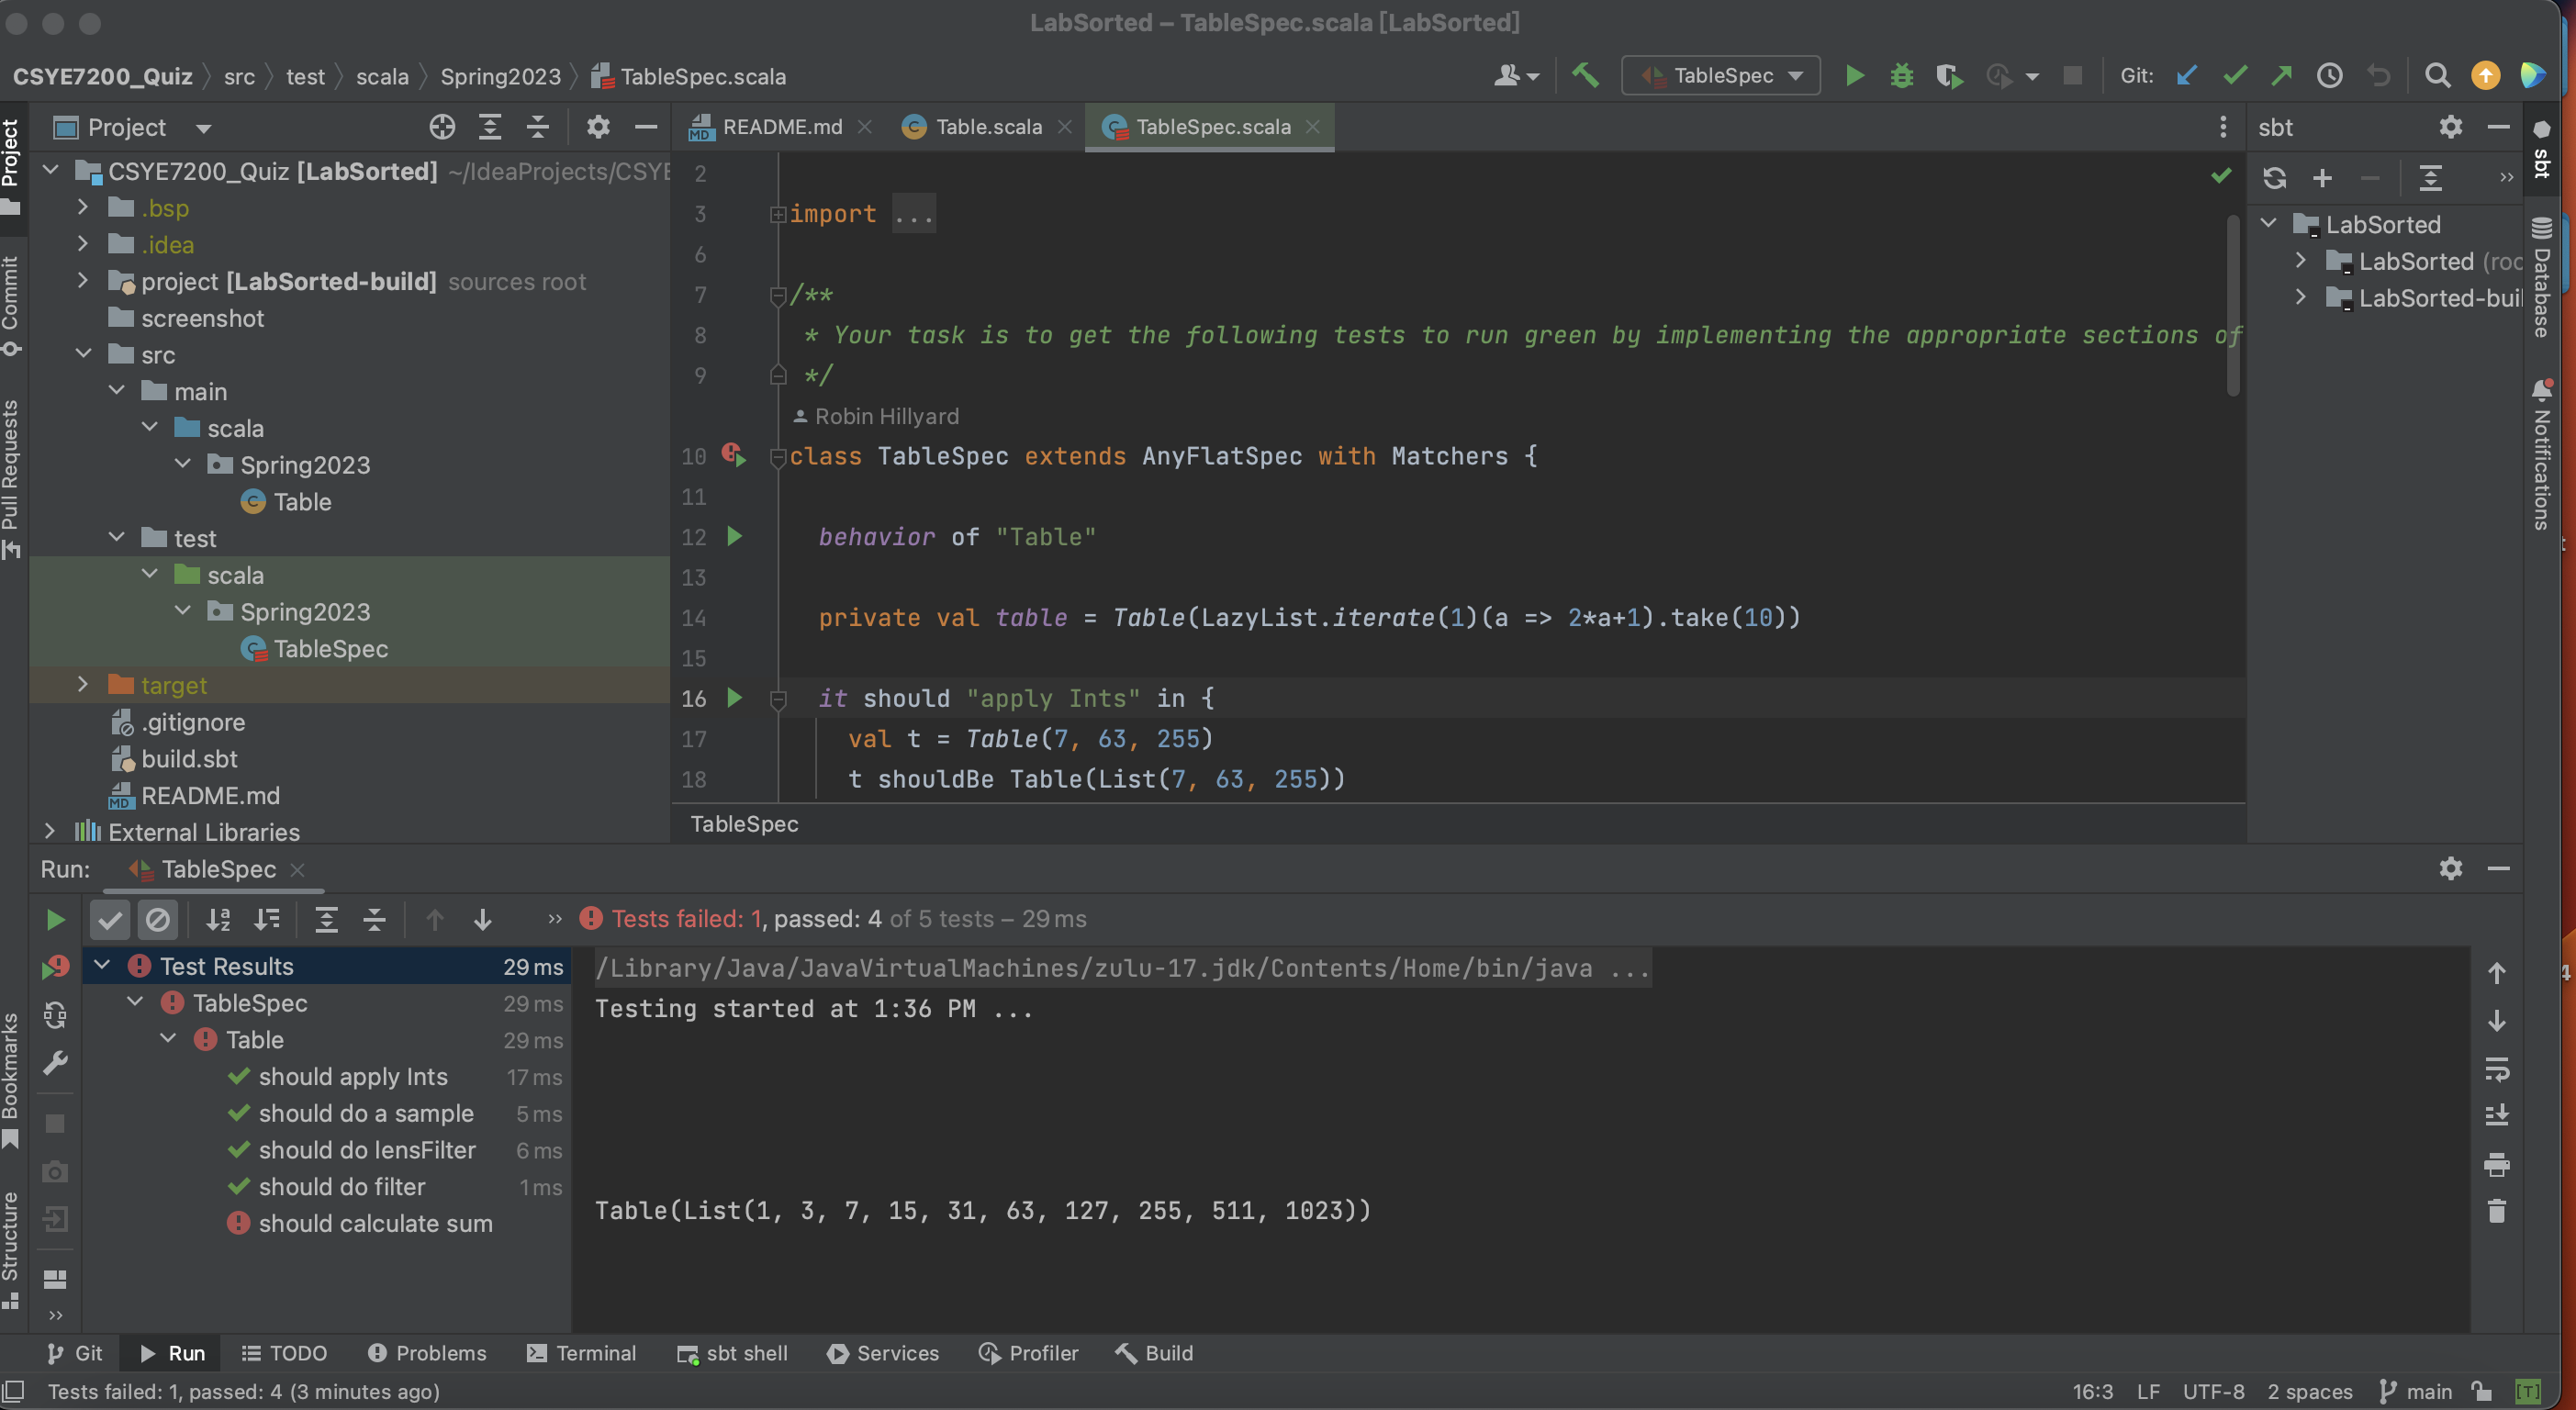 LabSorted – TableSpec.scala [LabSorted]
CSYE7200_Quiz src test scala Spring2023 TableSpec.scala
TableSpec
Git:
Project
README.md
Table.scala
TableSpec.scala
sbt
CSYE7200_Quiz [LabSorted] ~/IdeaProjects/CSYE
.bsp
.idea
project [LabSorted-build] sources root
screenshot
src
main
scala
Spring2023
Table
test
scala
Spring2023
TableSpec
target
.gitignore
build.sbt
README.md
External Libraries
2
3 import ...
6
7 /**
8 * Your task is to get the following tests to run green by implementing the appropriate sections of
9 */
Robin Hillyard
10 class TableSpec extends AnyFlatSpec with Matchers {
11
12 behavior of "Table"
13
14 private val table = Table(LazyList.iterate(1)(a => 2*a+1).take(10))
15
16 it should "apply Ints" in {
17 val t = Table(7, 63, 255)
18 t shouldBe Table(List(7, 63, 255))
TableSpec
LabSorted
LabSorted (roo
LabSorted-buil
Project
Commit
Pull Requests
Bookmarks
Structure
sbt
Database
Notifications
Run: TableSpec
Tests failed: 1, passed: 4 of 5 tests – 29 ms
Test Results 29 ms
TableSpec 29 ms
Table 29 ms
should apply Ints 17 ms
should do a sample 5 ms
should do lensFilter 6 ms
should do filter 1 ms
should calculate sum
/Library/Java/JavaVirtualMachines/zulu-17.jdk/Contents/Home/bin/java ...
Testing started at 1:36 PM ...
Table(List(1, 3, 7, 15, 31, 63, 127, 255, 511, 1023))
Git Run TODO Problems Terminal sbt shell Services Profiler Build
Tests failed: 1, passed: 4 (3 minutes ago)
16:3 LF UTF-8 2 spaces main [T]